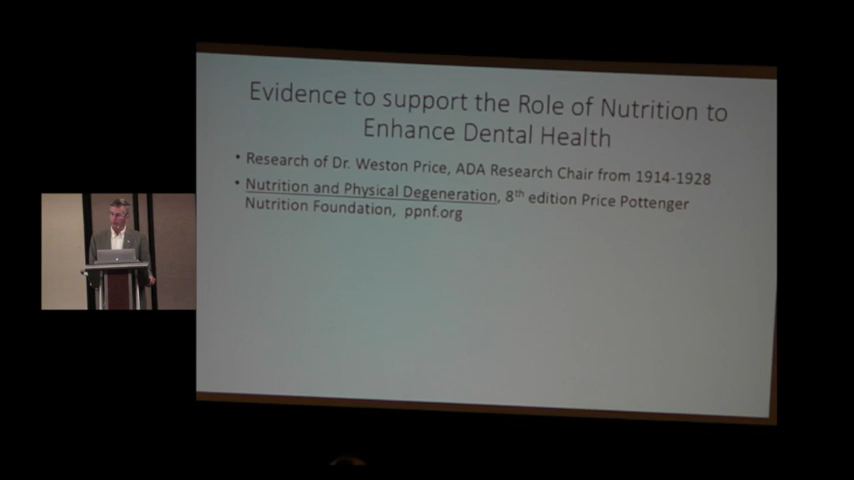 Evidence to support the Role of Nutrition to
Enhance Dental Health
• Research of Dr. Weston Price, ADA Research Chair from 1914-1928
• Nutrition and Physical Degeneration, 8th edition Price Pottenger
Nutrition Foundation, ppnf.org